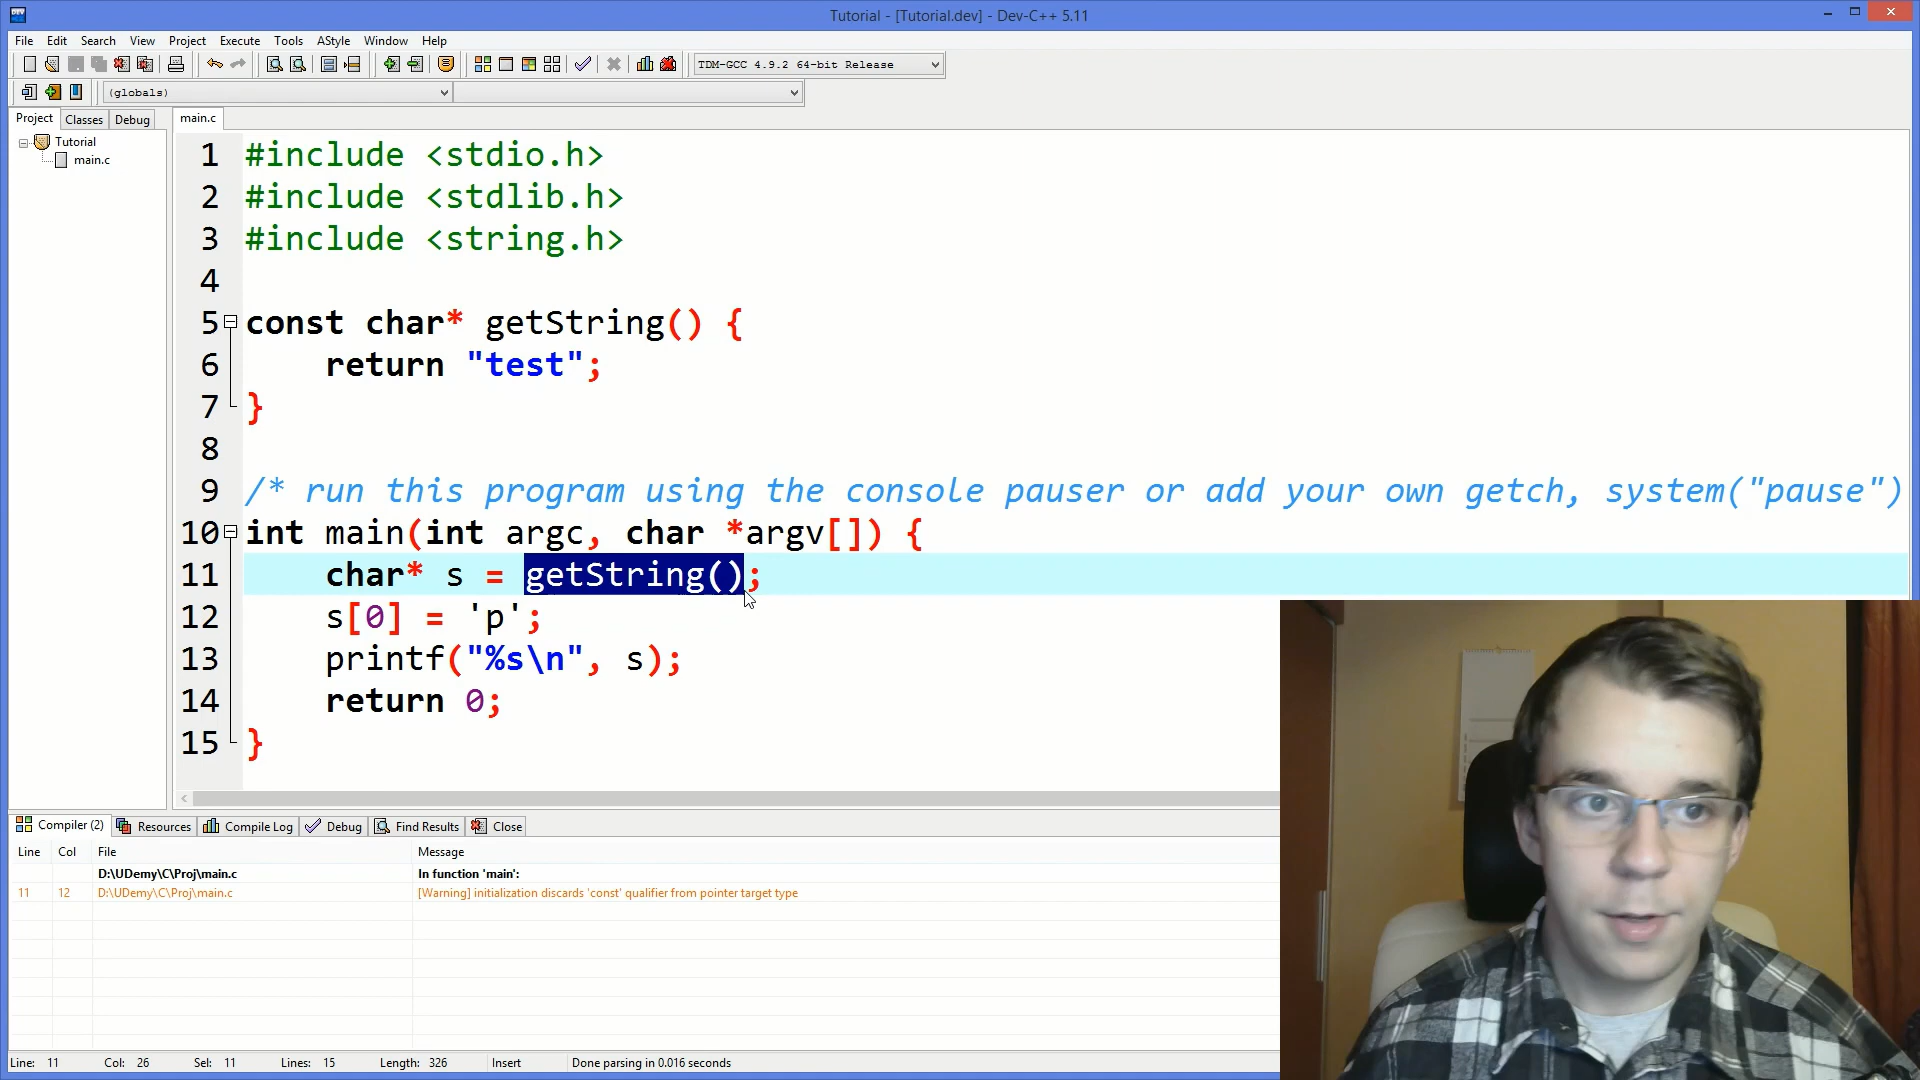 Tutorial - [Tutorial.dev] - Dev-C++ 5.11
File Edit Search View Project Execute Tools AStyle Window Help
TDM-GCC 4.9.2 64-bit Release
(globals)
Project Classes Debug
main.c
Tutorial
main.c
1 #include <stdio.h>
2 #include <stdlib.h>
3 #include <string.h>
4
5 const char* getString() {
6 return "test";
7 }
8
9 /* run this program using the console pauser or add your own getch, system("pause")
10 int main(int argc, char *argv[]) {
11 char* s = getString();
12 s[0] = 'p';
13 printf("%s\n", s);
14 return 0;
15 }
Compiler (2) Resources Compile Log Debug Find Results Close
Line Col File Message
D:\UDemy\C\Proj\main.c In function 'main':
11 12 D:\UDemy\C\Proj\main.c [Warning] initialization discards 'const' qualifier from pointer target type
Line: 11 Col: 26 Sel: 11 Lines: 15 Length: 326 Insert Done parsing in 0.016 seconds